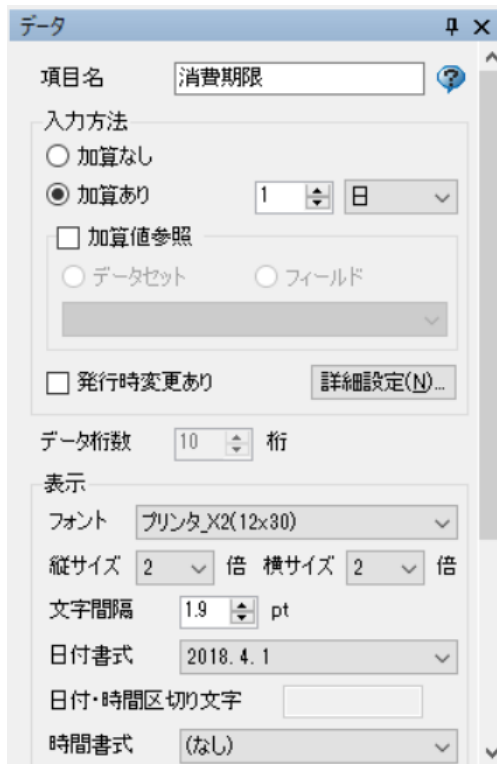 データ
項目名 消費期限
入力方法
加算なし
加算あり 1 日
加算値参照
データセット フィールド
発行時変更あり 詳細設定(N)...
データ桁数 10 桁
表示
フォント プリンタ_X2(12x30)
縦サイズ 2 倍 横サイズ 2 倍
文字間隔 1.9 pt
日付書式 2018. 4. 1
日付・時間区切り文字
時間書式 (なし)